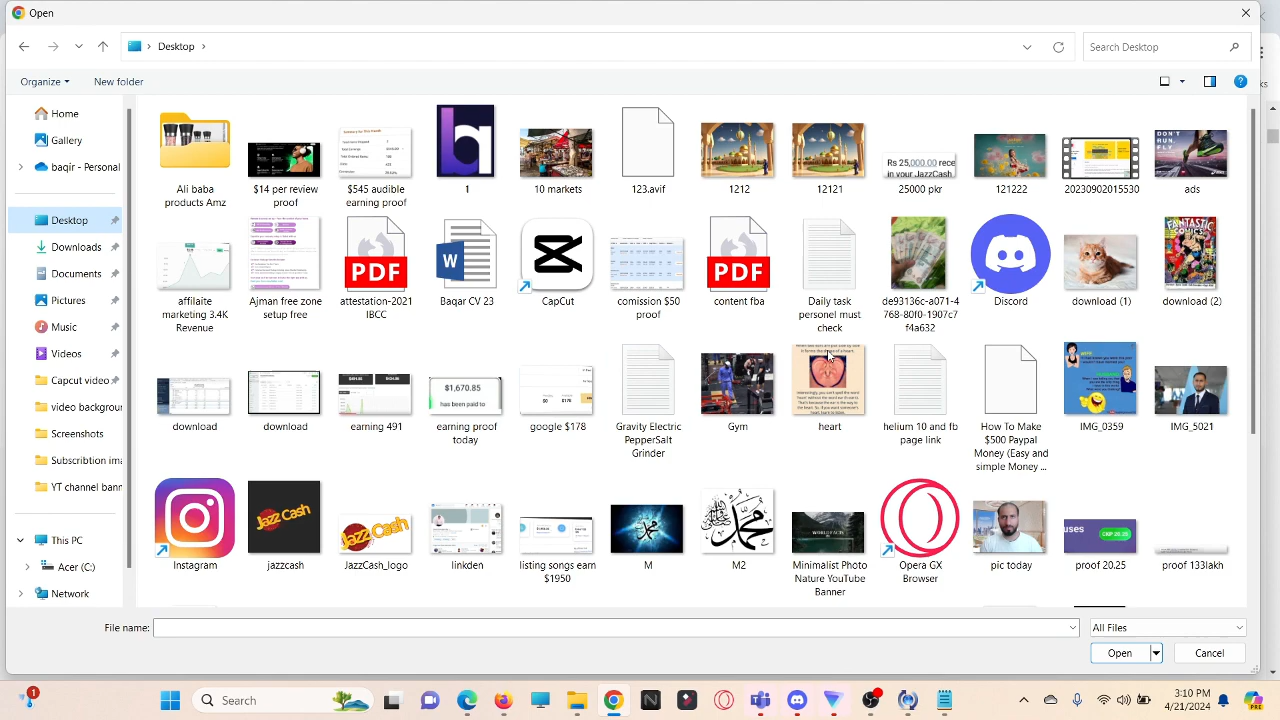 Open
Desktop
Search Desktop
Organize
New folder
Home
Gallery
baqir - Personal
Desktop
Downloads
Documents
Pictures
Music
Videos
Capcut video
video backgrou
Screenshots
Subscribtion ima
YT channel bann
This PC
Acer (C:)
Network
Ali baba
products Amz
$14 per review
proof
$545 audible
earning proof
1
10 markets
123.avif
1212
12121
Rs 25,000.00 rece
in your JazzCash
25000 pkr
121222
20230902015530
DON'T
RUN,
FLY.
ads
affilaite
marketing 3.4K
Revenue
Ajman free zone
setup free
PDF
attestation-2021
IBCC
W
Baqar CV 23
CapCut
comission $50
proof
PDF
content fba
Daily task
personel must
check
de93136c-a071-4
768-80f0-1907c7
f4a632
Discord
download (1)
download (2)
download
download
earning 491
$1,670.85
has been paid to
earning proof
today
google $178
Gravity Electric
PepperSalt
Grinder
Gym
heart
helium 10 and fb
page link
How To Make
$500 Paypal
Money (Easy and
simple Money ...
IMG_0359
IMG_5021
Instagram
Jazz Cash
jazzcash
JazzCash
JazzCash_logo
linkden
listing songs earn
$1950
M
M2
Minimalist Photo
Nature YouTube
Banner
Opera GX
Browser
pic today
uses
proof 20.25
proof 133lakh
File name:
All Files
Open
Cancel
1
Search
3:10 PM
4/21/2024